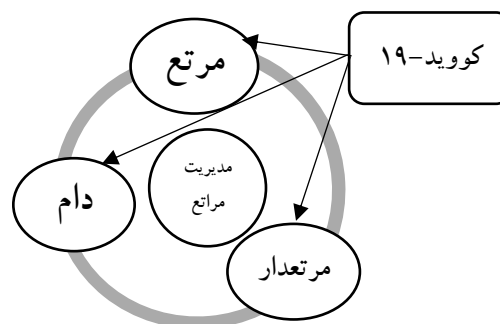 کووید-۱۹
مرتع
مدیریت
مراتع
دام
مرتعدار